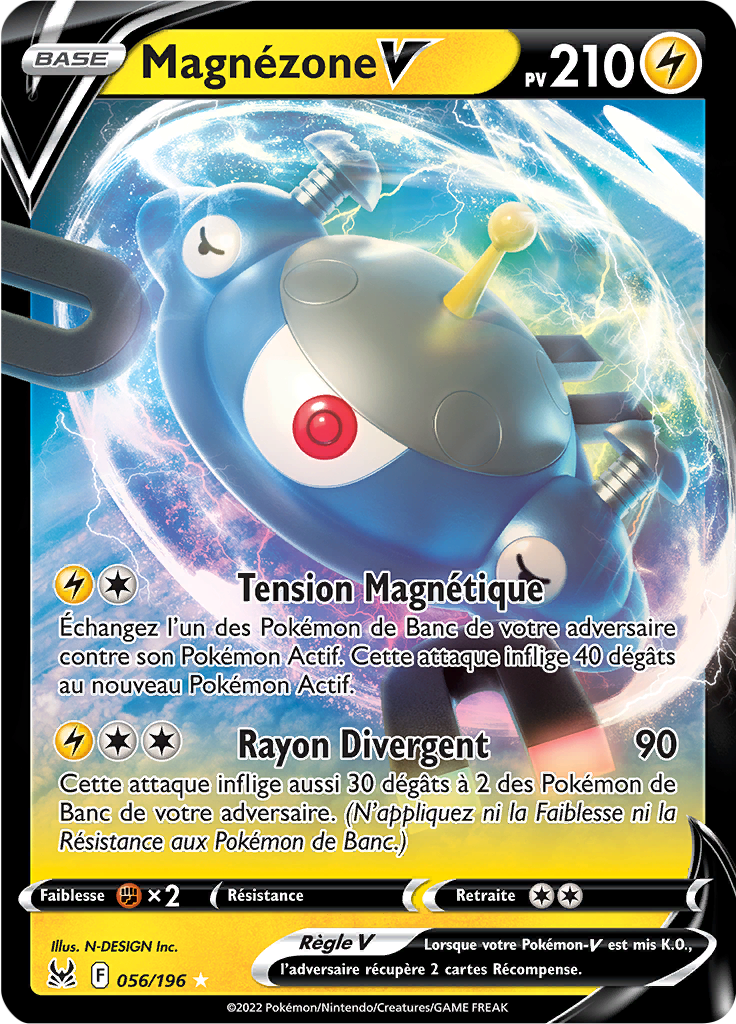 BASE
Magnézone V
PV 210
Tension Magnétique
Échangez l'un des Pokémon de Banc de votre adversaire
contre son Pokémon Actif. Cette attaque inflige 40 dégâts
au nouveau Pokémon Actif.
Rayon Divergent 90
Cette attaque inflige aussi 30 dégâts à 2 des Pokémon de
Banc de votre adversaire. (N'appliquez ni la Faiblesse ni la
Résistance aux Pokémon de Banc.)
Faiblesse ×2 Résistance Retraite
Illus. N-DESIGN Inc.
F 056/196
Règle V Lorsque votre Pokémon-V est mis K.O.,
l'adversaire récupère 2 cartes Récompense.
©2022 Pokémon/Nintendo/Creatures/GAME FREAK